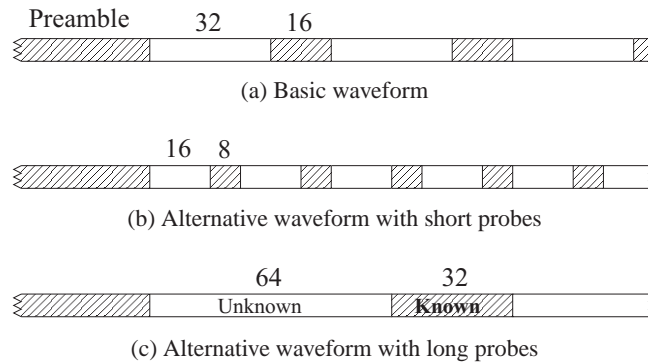 Preamble
32 16
(a) Basic waveform
16 8
(b) Alternative waveform with short probes
64 32
Unknown Known
(c) Alternative waveform with long probes